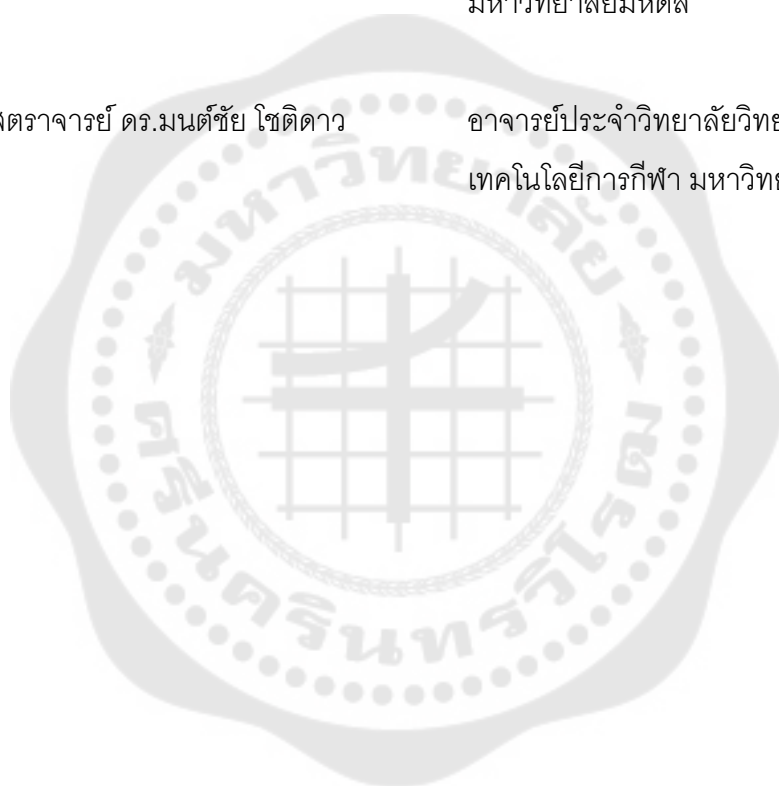 มหาวิทยาลัยมหิดล
สตราจารย์ ดร.มนต์ชัย โชติดาว
อาจารย์ประจำวิทยาลัยวิทย
เทคโนโลยีการกีฬา มหาวิทย
มหาวิทยาลัย
ศรีนครินทรวิโรฒ